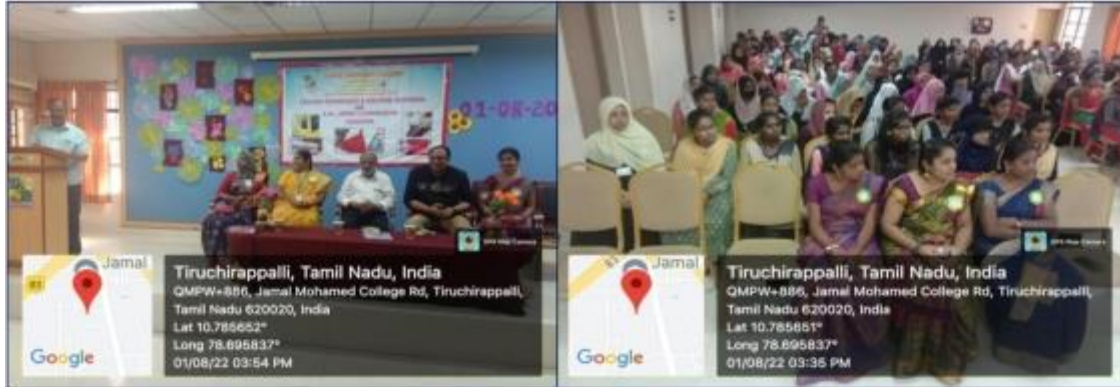 01-08-20
GPS Map Camera
Jamal
83
Google
Tiruchirappalli, Tamil Nadu, India
QMPW+886, Jamal Mohamed College Rd, Tiruchirappalli,
Tamil Nadu 620020, India
Lat 10.785652°
Long 78.695837°
01/08/22 03:54 PM
GPS Map Camera
Jamal
Google
Tiruchirappalli, Tamil Nadu, India
QMPW+886, Jamal Mohamed College Rd, Tiruchirappalli,
Tamil Nadu 620020, India
Lat 10.785651°
Long 78.695837°
01/08/22 03:35 PM